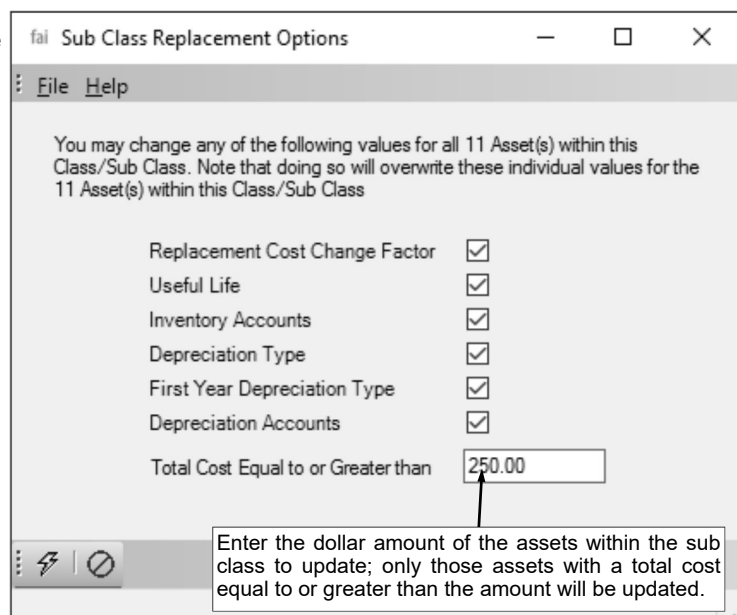 fai Sub Class Replacement Options
File Help
You may change any of the following values for all 11 Asset(s) within this
Class/Sub Class. Note that doing so will overwrite these individual values for the
11 Asset(s) within this Class/Sub Class
Replacement Cost Change Factor
Useful Life
Inventory Accounts
Depreciation Type
First Year Depreciation Type
Depreciation Accounts
Total Cost Equal to or Greater than 250.00
Enter the dollar amount of the assets within the sub
class to update; only those assets with a total cost
equal to or greater than the amount will be updated.